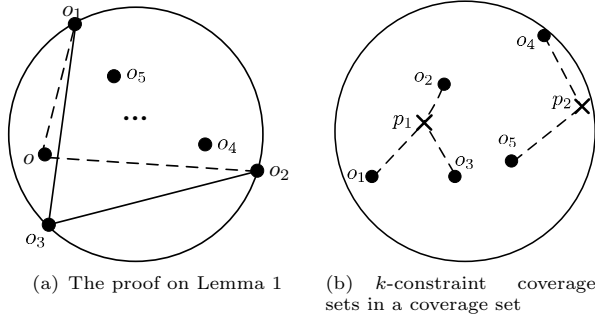 o₁
o₅
...
o₄
o
o₂
o₃
(a) The proof on Lemma 1
o₄
o₂
p₂
p₁
o₅
o₃
o₁
(b) k-constraint coverage
sets in a coverage set